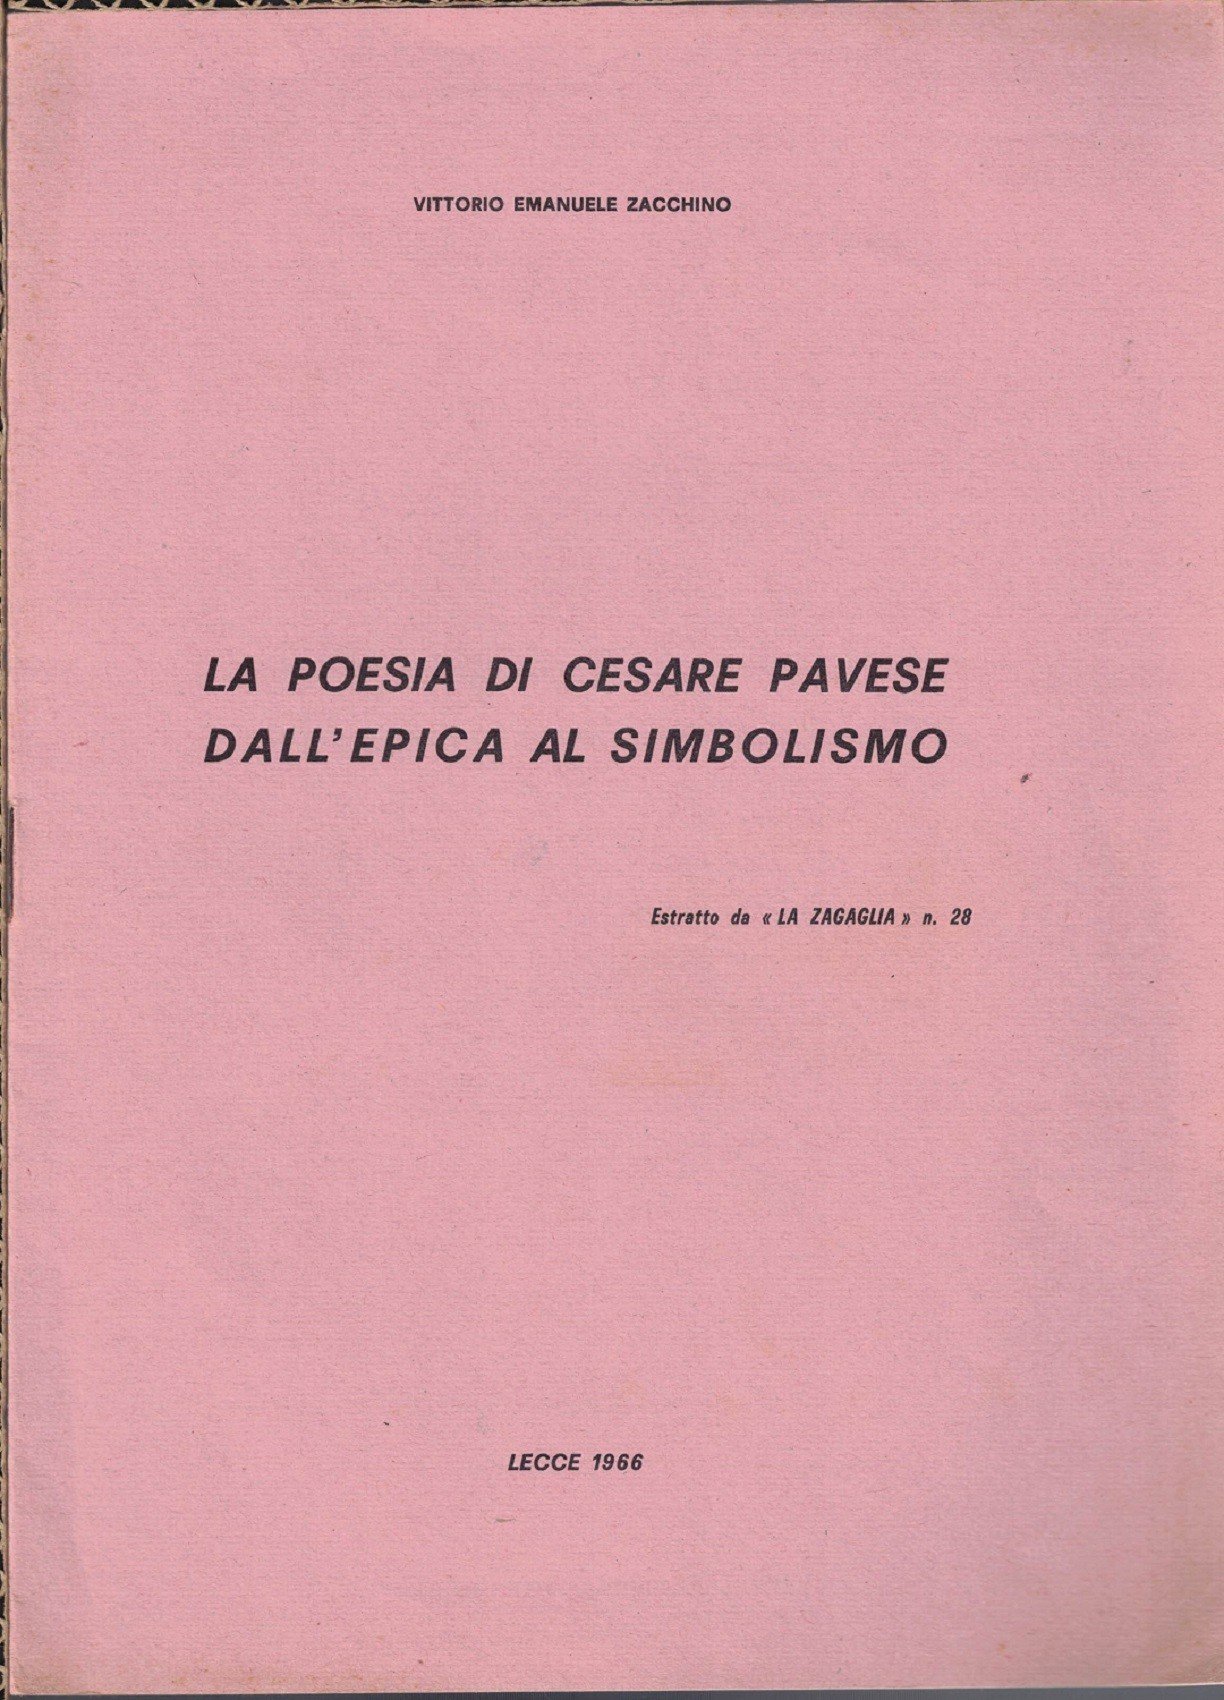 VITTORIO EMANUELE ZACCHINO
LA POESIA DI CESARE PAVESE
DALL'EPICA AL SIMBOLISMO
Estratto da « LA ZAGAGLIA » n. 28
LECCE 1966